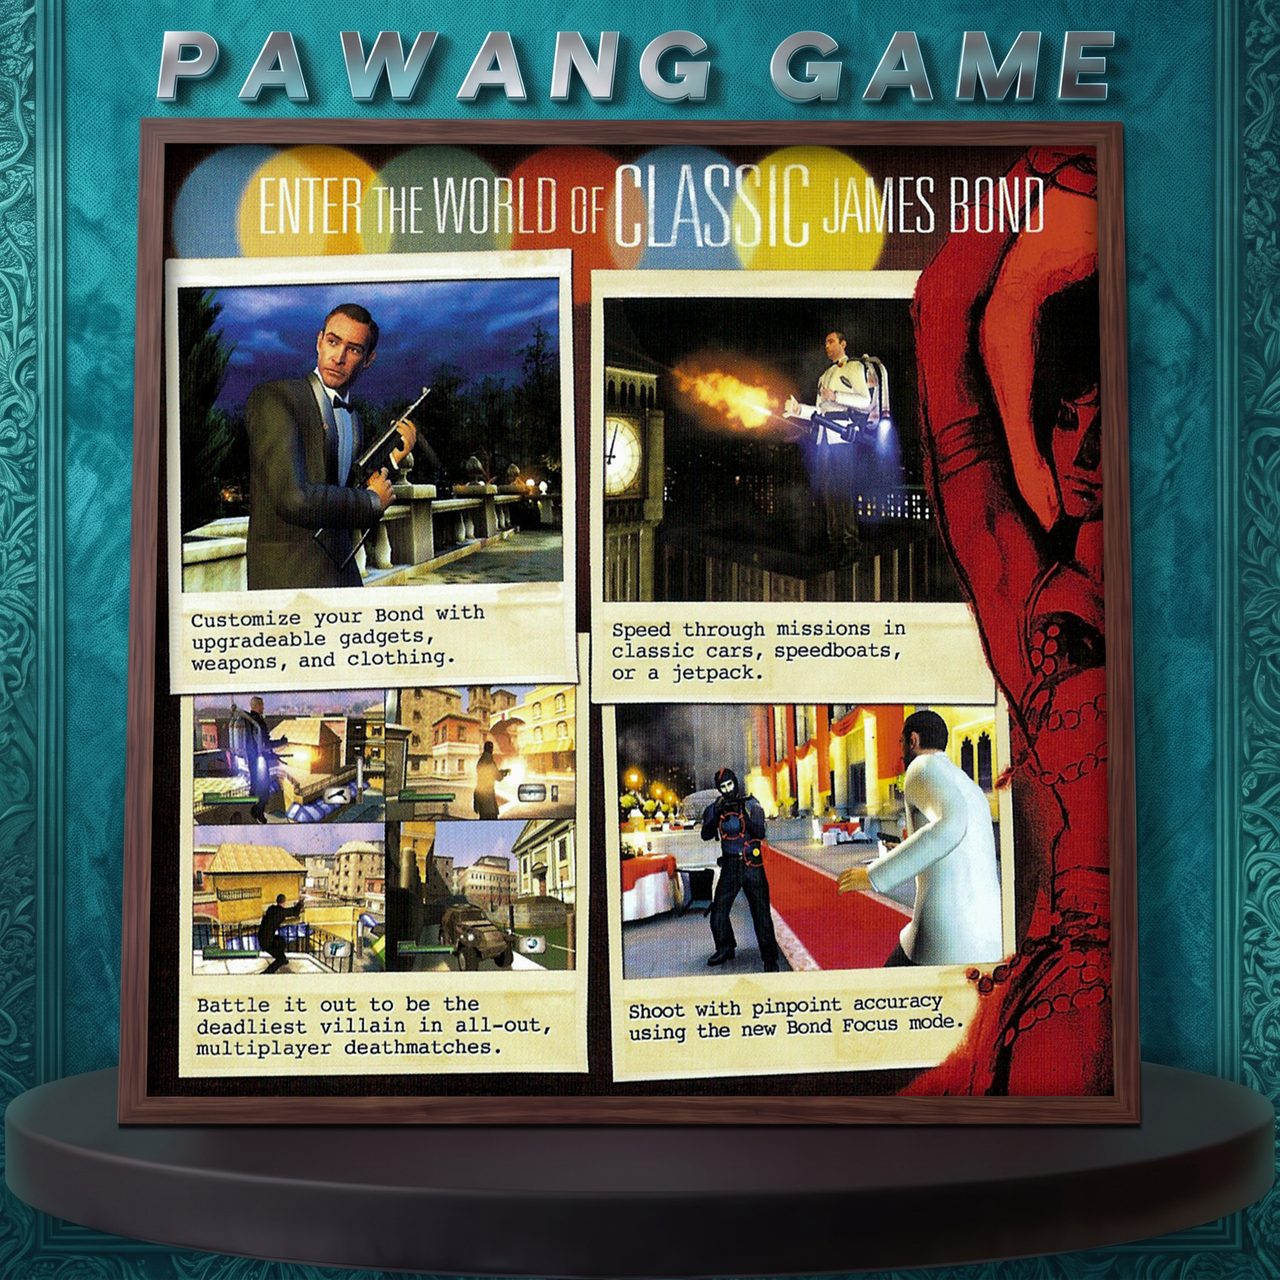 PAWANG GAME
ENTER THE WORLD OF CLASSIC JAMES BOND
Customize your Bond with
upgradeable gadgets,
weapons, and clothing.
Speed through missions in
classic cars, speedboats,
or a jetpack.
Battle it out to be the
deadliest villain in all-out,
multiplayer deathmatches.
Shoot with pinpoint accuracy
using the new Bond Focus mode.